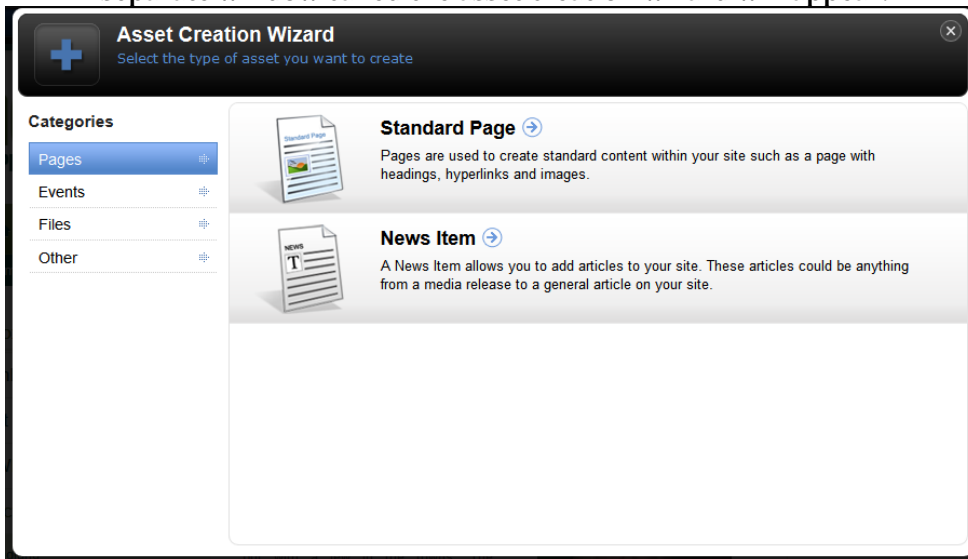 Asset Creation Wizard
Select the type of asset you want to create
Categories
Pages
Events
Files
Other
Standard Page
Standard Page
Pages are used to create standard content within your site such as a page with
headings, hyperlinks and images.
NEWS
T
News Item
A News Item allows you to add articles to your site. These articles could be anything
from a media release to a general article on your site.